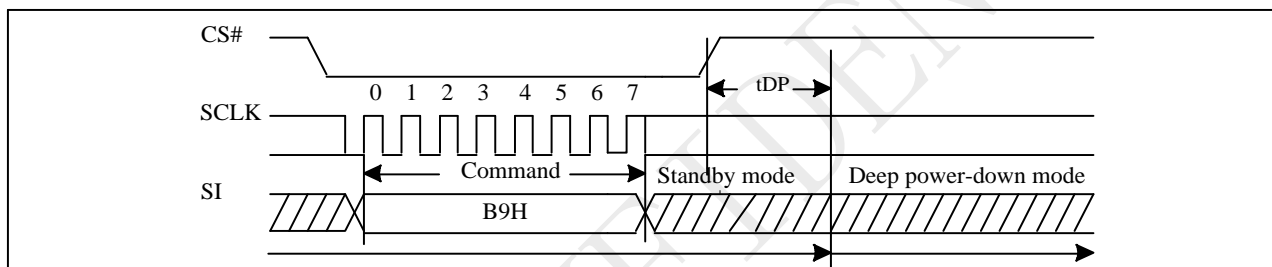 CS#
tDP
0 1 2 3 4 5 6 7
SCLK
Command
Standby mode
Deep power-down mode
SI
B9H